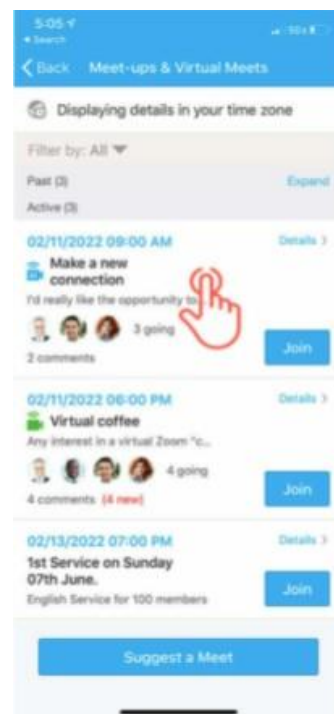 5:05
Search
Back Meet-ups & Virtual Meets
Displaying details in your time zone
Filter by: All
Past (3) Expand
Active (3)
02/11/2022 09:00 AM Details
Make a new
connection
I'd really like the opportunity to...
3 going
2 comments Join
02/11/2022 06:00 PM Details
Virtual coffee
Any interest in a virtual Zoom "c...
4 going
4 comments (4 new) Join
02/13/2022 07:00 PM Details
1st Service on Sunday
07th June.
English Service for 100 members Join
Suggest a Meet